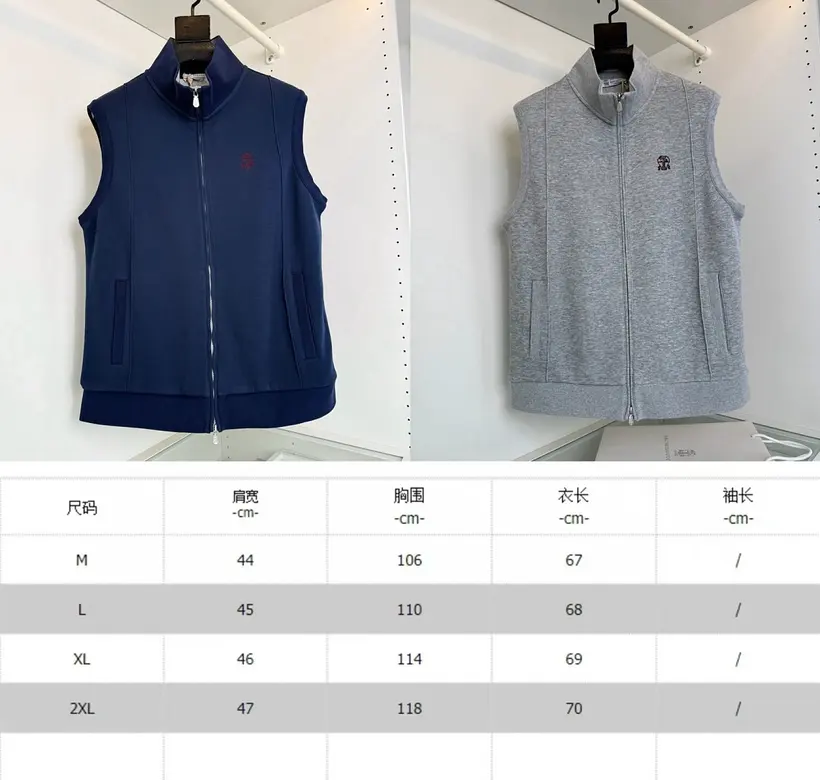 尺码 肩宽 胸围 衣长 袖长
-cm- -cm- -cm- -cm-
M 44 106 67 /
L 45 110 68 /
XL 46 114 69 /
2XL 47 118 70 /